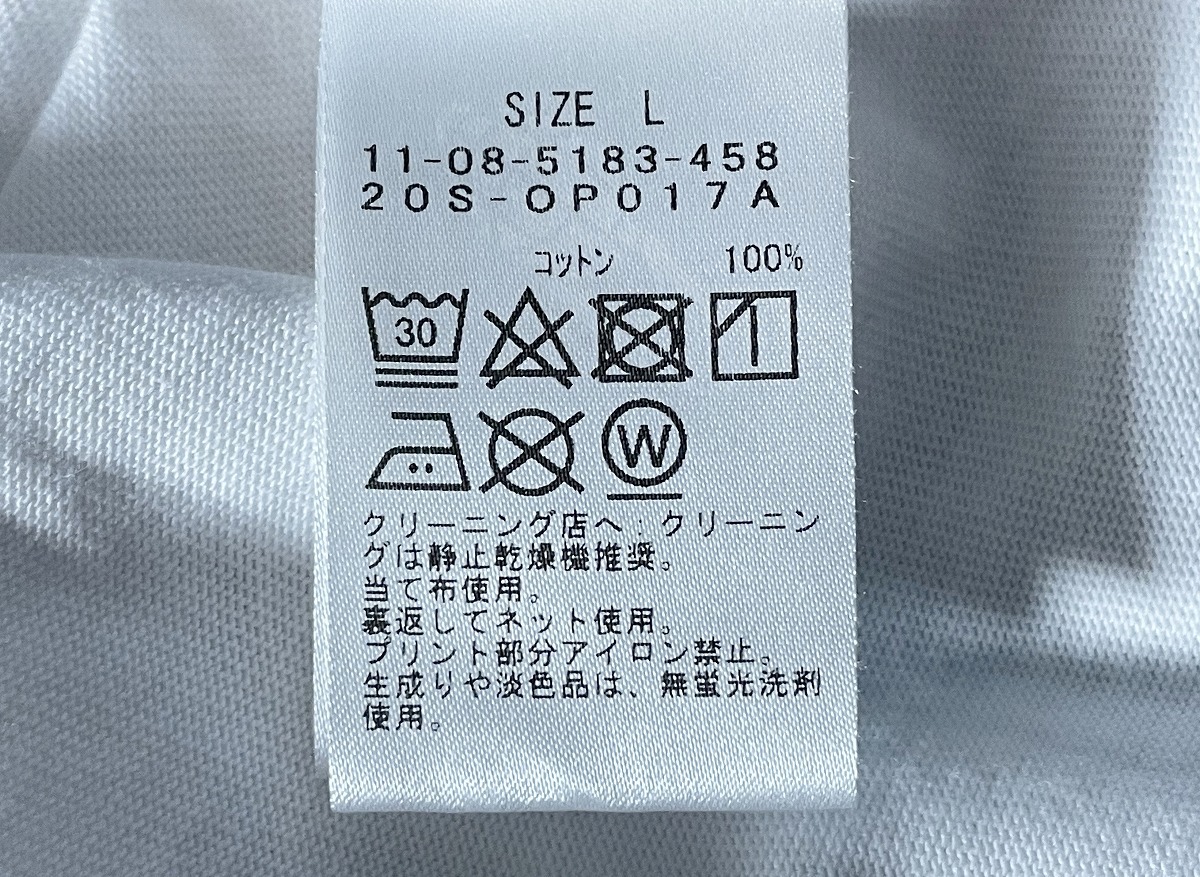 SIZE L
11-08-5183-458
20S-OP017A
コットン 100%
30
W
クリーニング店へ:クリーニン
グは静止乾燥機推奨。
当て布使用。
裏返してネット使用。
プリント部分アイロン禁止。
生成りや淡色品は、無蛍光洗剤
使用。